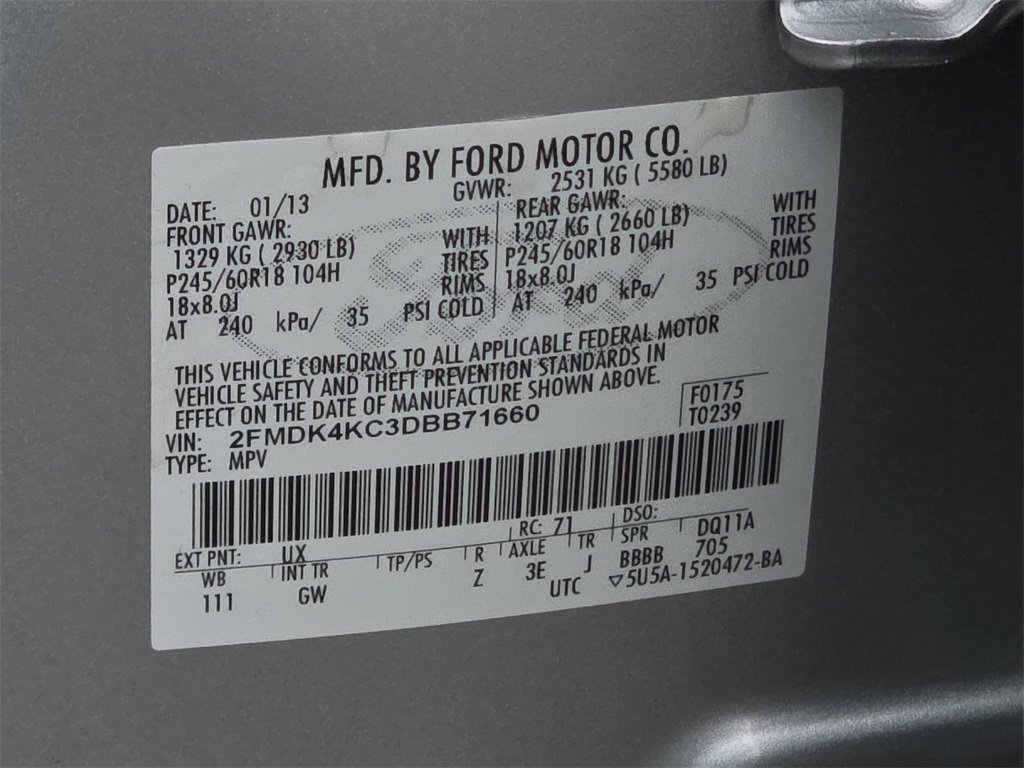 MFD. BY FORD MOTOR CO.
DATE: 01/13 GVWR: 2531 KG ( 5580 LB)
FRONT GAWR: REAR GAWR:
1329 KG ( 2930 LB) WITH 1207 KG ( 2660 LB) WITH
P245/60R18 104H TIRES P245/60R18 104H TIRES
18x8.0J RIMS 18x8.0J RIMS
AT 240 kPa/ 35 PSI COLD AT 240 kPa/ 35 PSI COLD
THIS VEHICLE CONFORMS TO ALL APPLICABLE FEDERAL MOTOR
VEHICLE SAFETY AND THEFT PREVENTION STANDARDS IN
EFFECT ON THE DATE OF MANUFACTURE SHOWN ABOVE.
F0175
VIN: 2FMDK4KC3DBB71660 T0239
TYPE: MPV
EXT PNT: UX RC: 71 DSO:
WB INT TR TP/PS R AXLE TR SPR DQ11A
111 GW Z 3E J BBBB 705
UTC ▽5U5A-1520472-BA